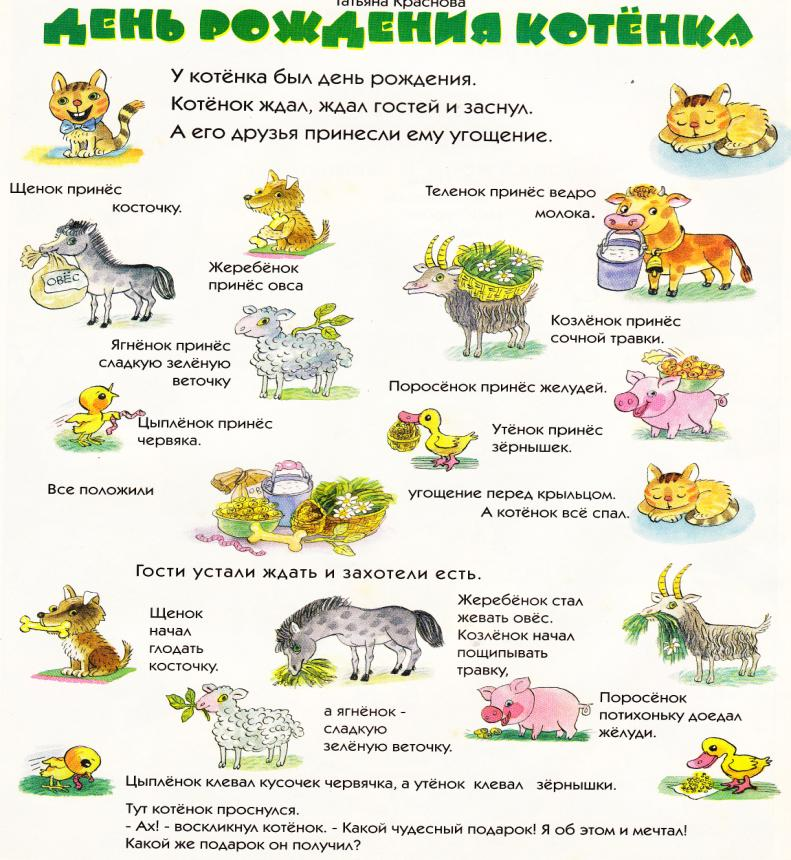 Татьяна Краснова
ДЕНЬ РОЖДЕНИЯ КОТЁНКА
У котёнка был день рождения.
Котёнок ждал, ждал гостей и заснул.
А его друзья принесли ему угощение.
Щенок принёс
косточку.
Теленок принёс ведро
молока.
ОВЁС
Жеребёнок
принёс овса
Козлёнок принёс
сочной травки.
Ягнёнок принёс
сладкую зелёную
веточку
Поросёнок принёс желудей.
Цыплёнок принёс
червяка.
Утёнок принёс
зёрнышек.
Все положили
угощение перед крыльцом.
А котёнок всё спал.
Гости устали ждать и захотели есть.
Щенок
начал
глодать
косточку.
Жеребёнок стал
жевать овёс.
Козлёнок начал
пощипывать
травку,
а ягнёнок -
сладкую
зелёную веточку.
Поросёнок
потихоньку доедал
жёлуди.
Цыплёнок клевал кусочек червячка, а утёнок клевал зёрнышки.
Тут котёнок проснулся.
- Ах! - воскликнул котёнок. - Какой чудесный подарок! Я об этом и мечтал!
Какой же подарок он получил?